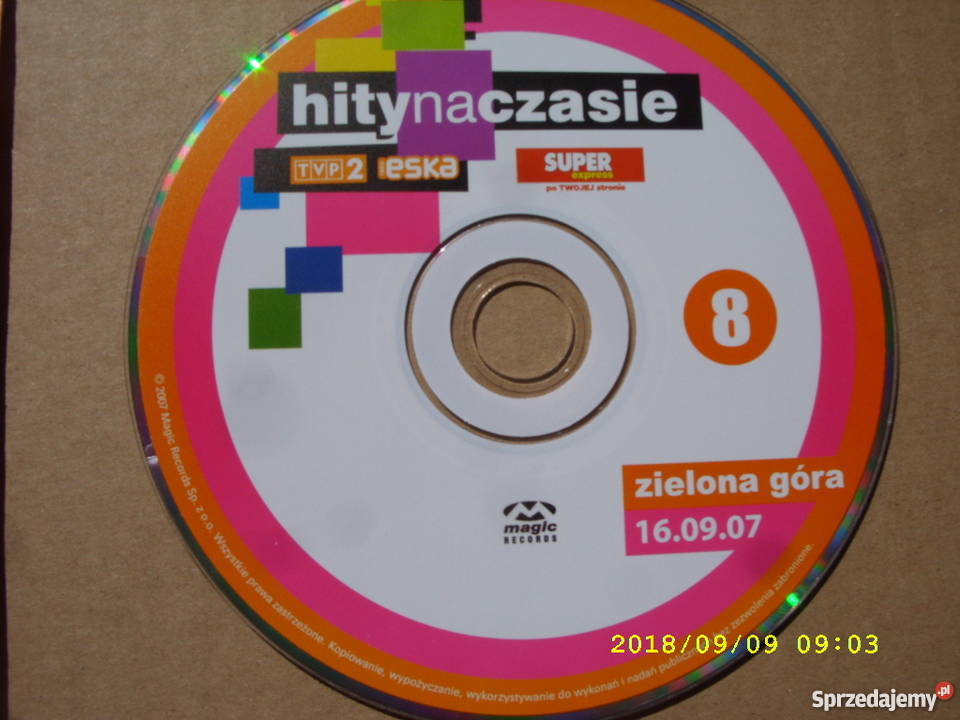 hitynaczasie
TVP2 eska
SUPER
express
po TWOJEJ stronie
8
zielona góra
16.09.07
magic
RECORDS
© 2007 Magic Records Sp. z o.o. Wszystkie prawa zastrzeżone. Kopiowanie, wypożyczanie, wykorzystywanie do wykonań i nadań publicznych bez zezwolenia zabronione.
2018/09/09 09:03
Sprzedajemy.pl